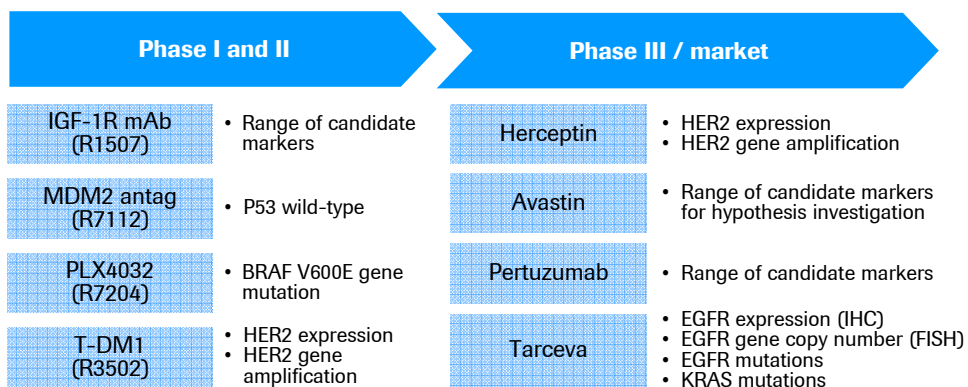 Phase I and II
Phase III / market
IGF-1R mAb
(R1507)
• Range of candidate
markers
MDM2 antag
(R7112)
• P53 wild-type
PLX4032
(R7204)
• BRAF V600E gene
mutation
T-DM1
(R3502)
• HER2 expression
• HER2 gene
amplification
Herceptin
• HER2 expression
• HER2 gene amplification
Avastin
• Range of candidate markers
for hypothesis investigation
Pertuzumab
• Range of candidate markers
Tarceva
• EGFR expression (IHC)
• EGFR gene copy number (FISH)
• EGFR mutations
• KRAS mutations